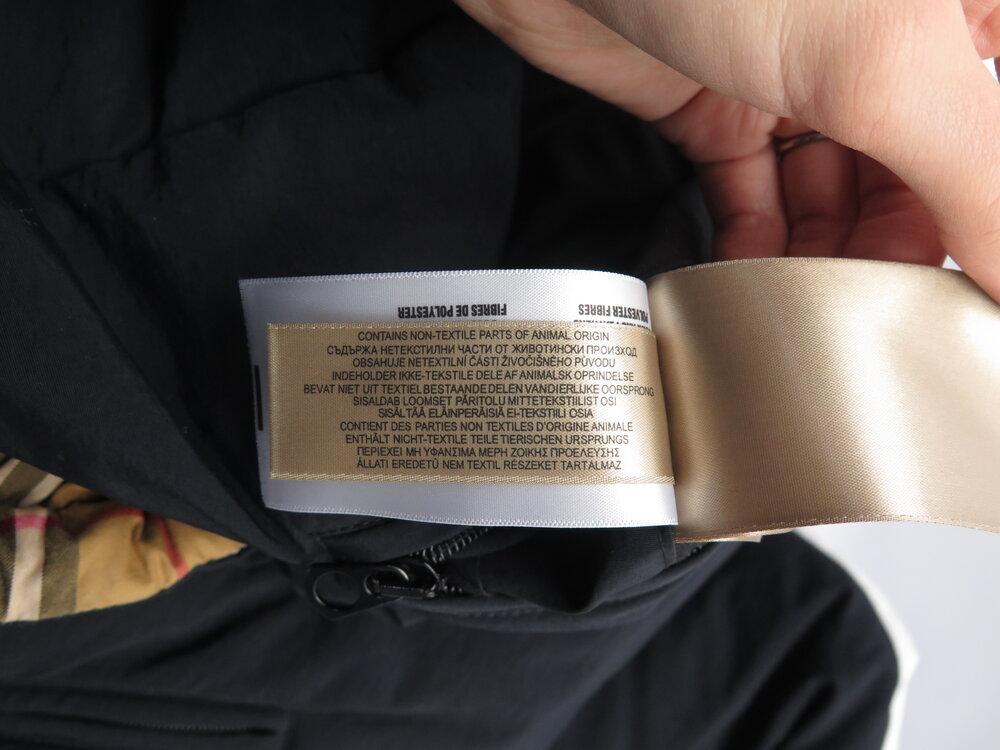 FIBRES DE POLYESTER
POLYESTER FIBRES
CONTAINS NON-TEXTILE PARTS OF ANIMAL ORIGIN
СЪДЪРЖА НЕТЕКСТИЛНИ ЧАСТИ ОТ ЖИВОТИНСКИ ПРОИЗХОД
OBSAHUJE NETEXTILNÍ ČÁSTI ŽIVOČIŠNÉHO PŮVODU
INDEHOLDER IKKE-TEKSTILE DELE AF ANIMALSK OPRINDELSE
BEVAT NIET UIT TEXTIEL BESTAANDE DELEN VAN DIERLIJKE OORSPRONG
SISALDAB LOOMSET PÄRITOLU MITTETEKSTIILIST OSI
SISÄLTÄÄ ELÄINPERÄISIÄ EI-TEKSTIILI OSIA
CONTIENT DES PARTIES NON TEXTILES D'ORIGINE ANIMALE
ENTHÄLT NICHT-TEXTILE TEILE TIERISCHEN URSPRUNGS
ΠΕΡΙΕΧΕΙ ΜΗ ΥΦΑΝΣΙΜΑ ΜΕΡΗ ΖΩΙΚΗΣ ΠΡΟΕΛΕΥΣΗΣ
ÁLLATI EREDETŰ NEM TEXTIL RÉSZEKET TARTALMAZ